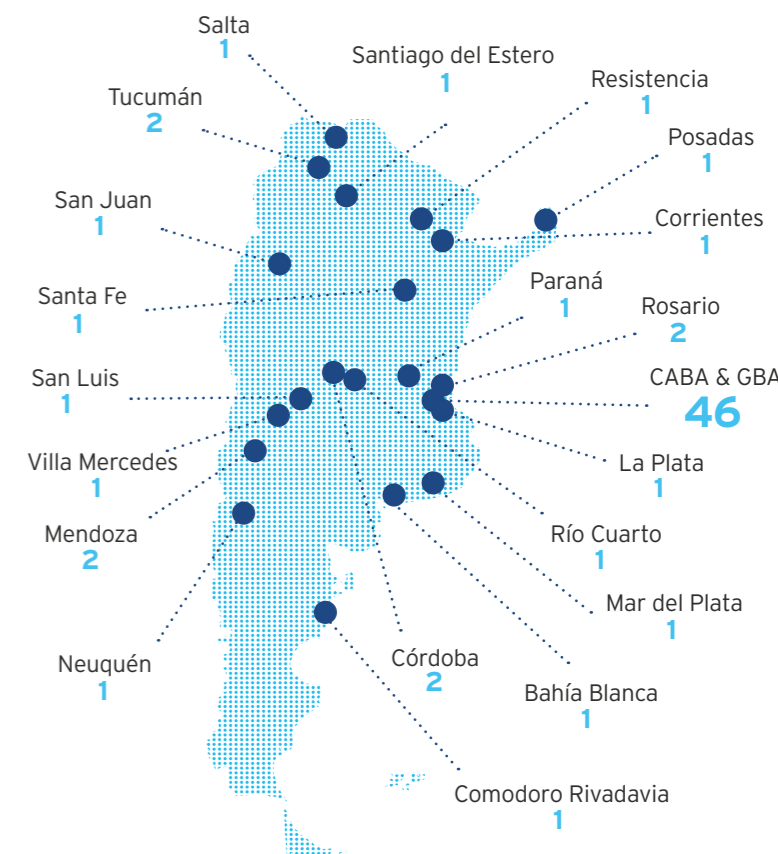 Salta
1
Santiago del Estero
1
Resistencia
1
Tucumán
2
Posadas
1
San Juan
1
Corrientes
1
Paraná
1
Santa Fe
1
Rosario
2
San Luis
1
CABA & GBA
46
Villa Mercedes
1
La Plata
1
Mendoza
2
Río Cuarto
1
Mar del Plata
1
Neuquén
1
Córdoba
2
Bahía Blanca
1
Comodoro Rivadavia
1